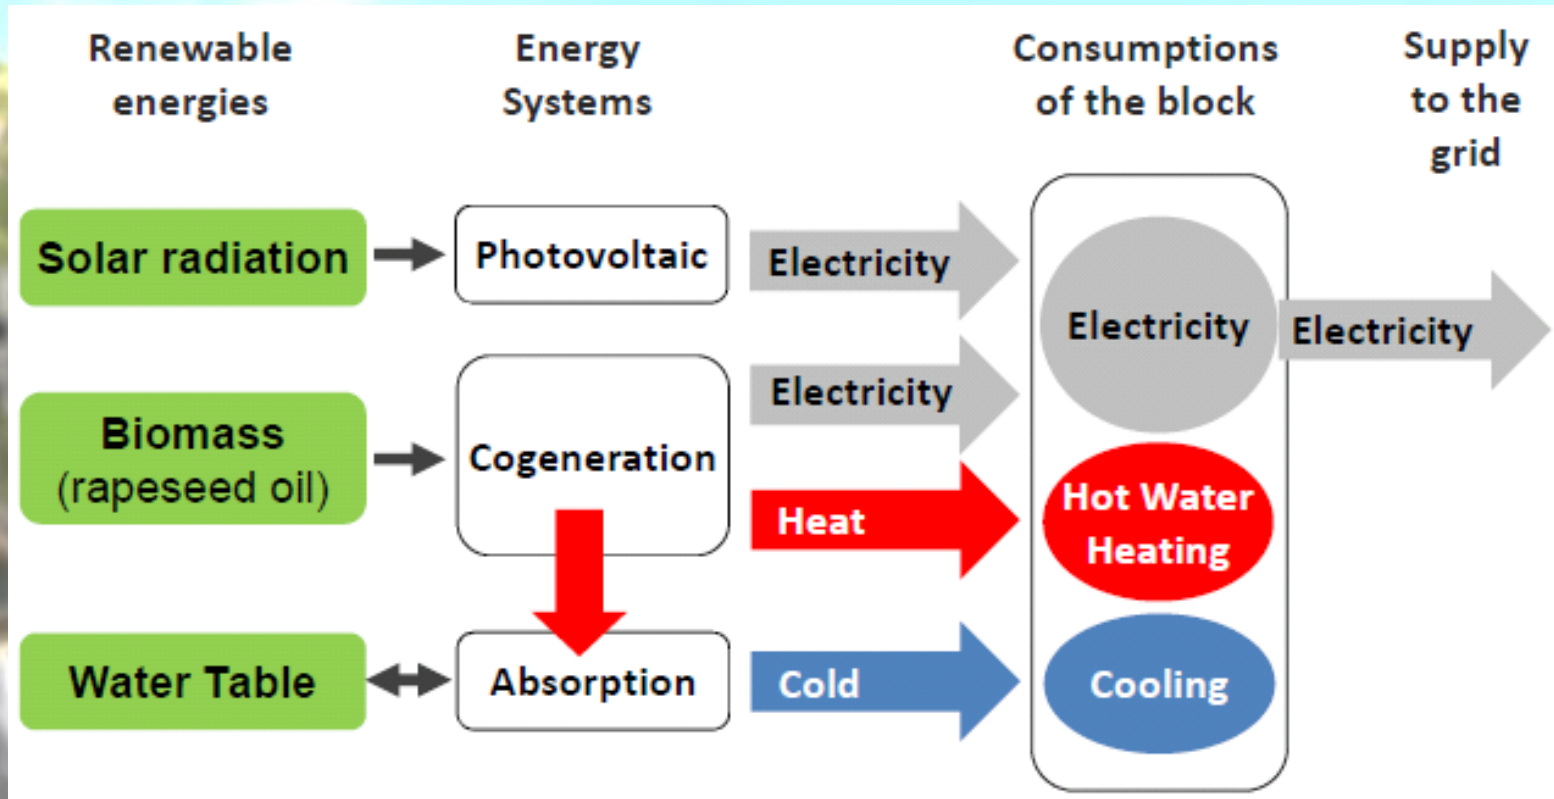 Renewable
energies
Energy
Systems
Consumptions
of the block
Supply
to the
grid
Solar radiation
Photovoltaic
Electricity
Electricity
Electricity
Biomass
(rapeseed oil)
Cogeneration
Electricity
Heat
Hot Water
Heating
Water Table
Absorption
Cold
Cooling